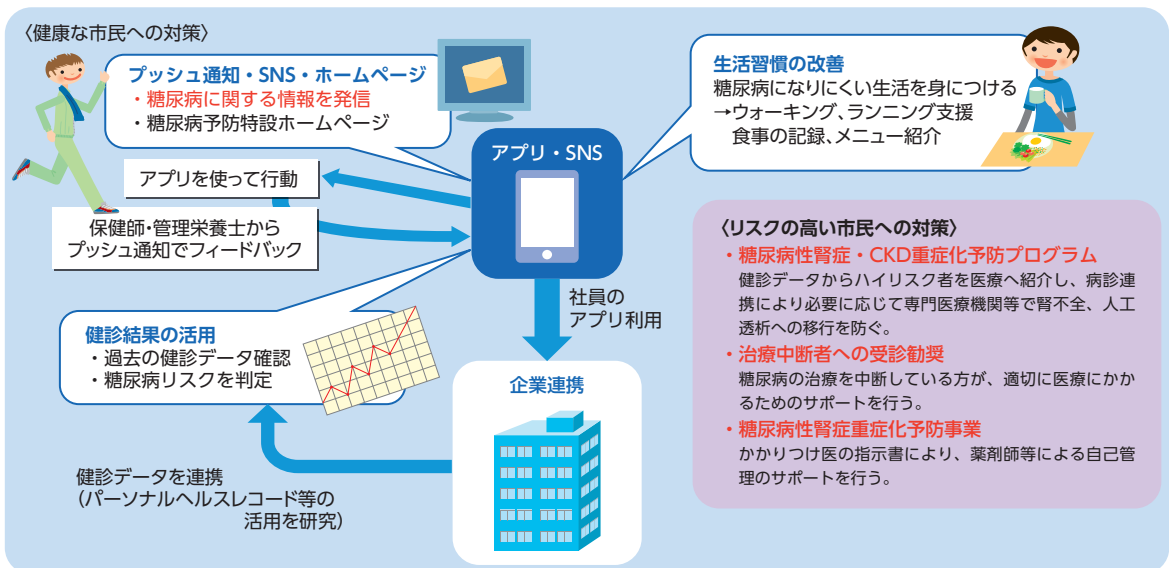 〈健康な市民への対策〉
プッシュ通知・SNS・ホームページ
・糖尿病に関する情報を発信
・糖尿病予防特設ホームページ
生活習慣の改善
糖尿病になりにくい生活を身につける
→ウォーキング、ランニング支援
食事の記録、メニュー紹介
アプリ・SNS
アプリを使って行動
保健師・管理栄養士から
プッシュ通知でフィードバック
健診結果の活用
・過去の健診データ確認
・糖尿病リスクを判定
社員の
アプリ利用
企業連携
健診データを連携
（パーソナルヘルスレコード等の
活用を研究）
〈リスクの高い市民への対策〉
・糖尿病性腎症・CKD重症化予防プログラム
健診データからハイリスク者を医療へ紹介し、病診連
携により必要に応じて専門医療機関等で腎不全、人工
透析への移行を防ぐ。
・治療中断者への受診勧奨
糖尿病の治療を中断している方が、適切に医療にかか
るためのサポートを行う。
・糖尿病性腎症重症化予防事業
かかりつけ医の指示書により、薬剤師等による自己管
理のサポートを行う。